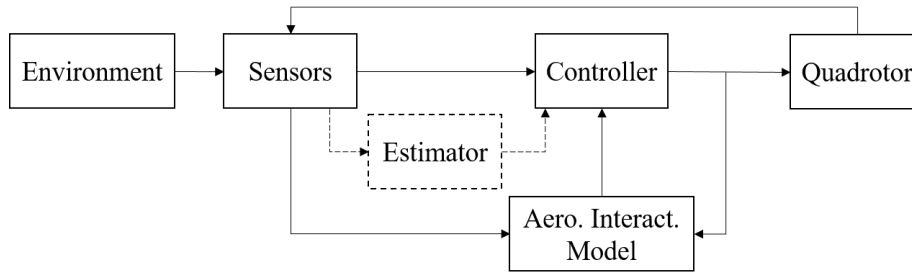 Environment
Sensors
Controller
Quadrotor
Estimator
Aero. Interact.
Model